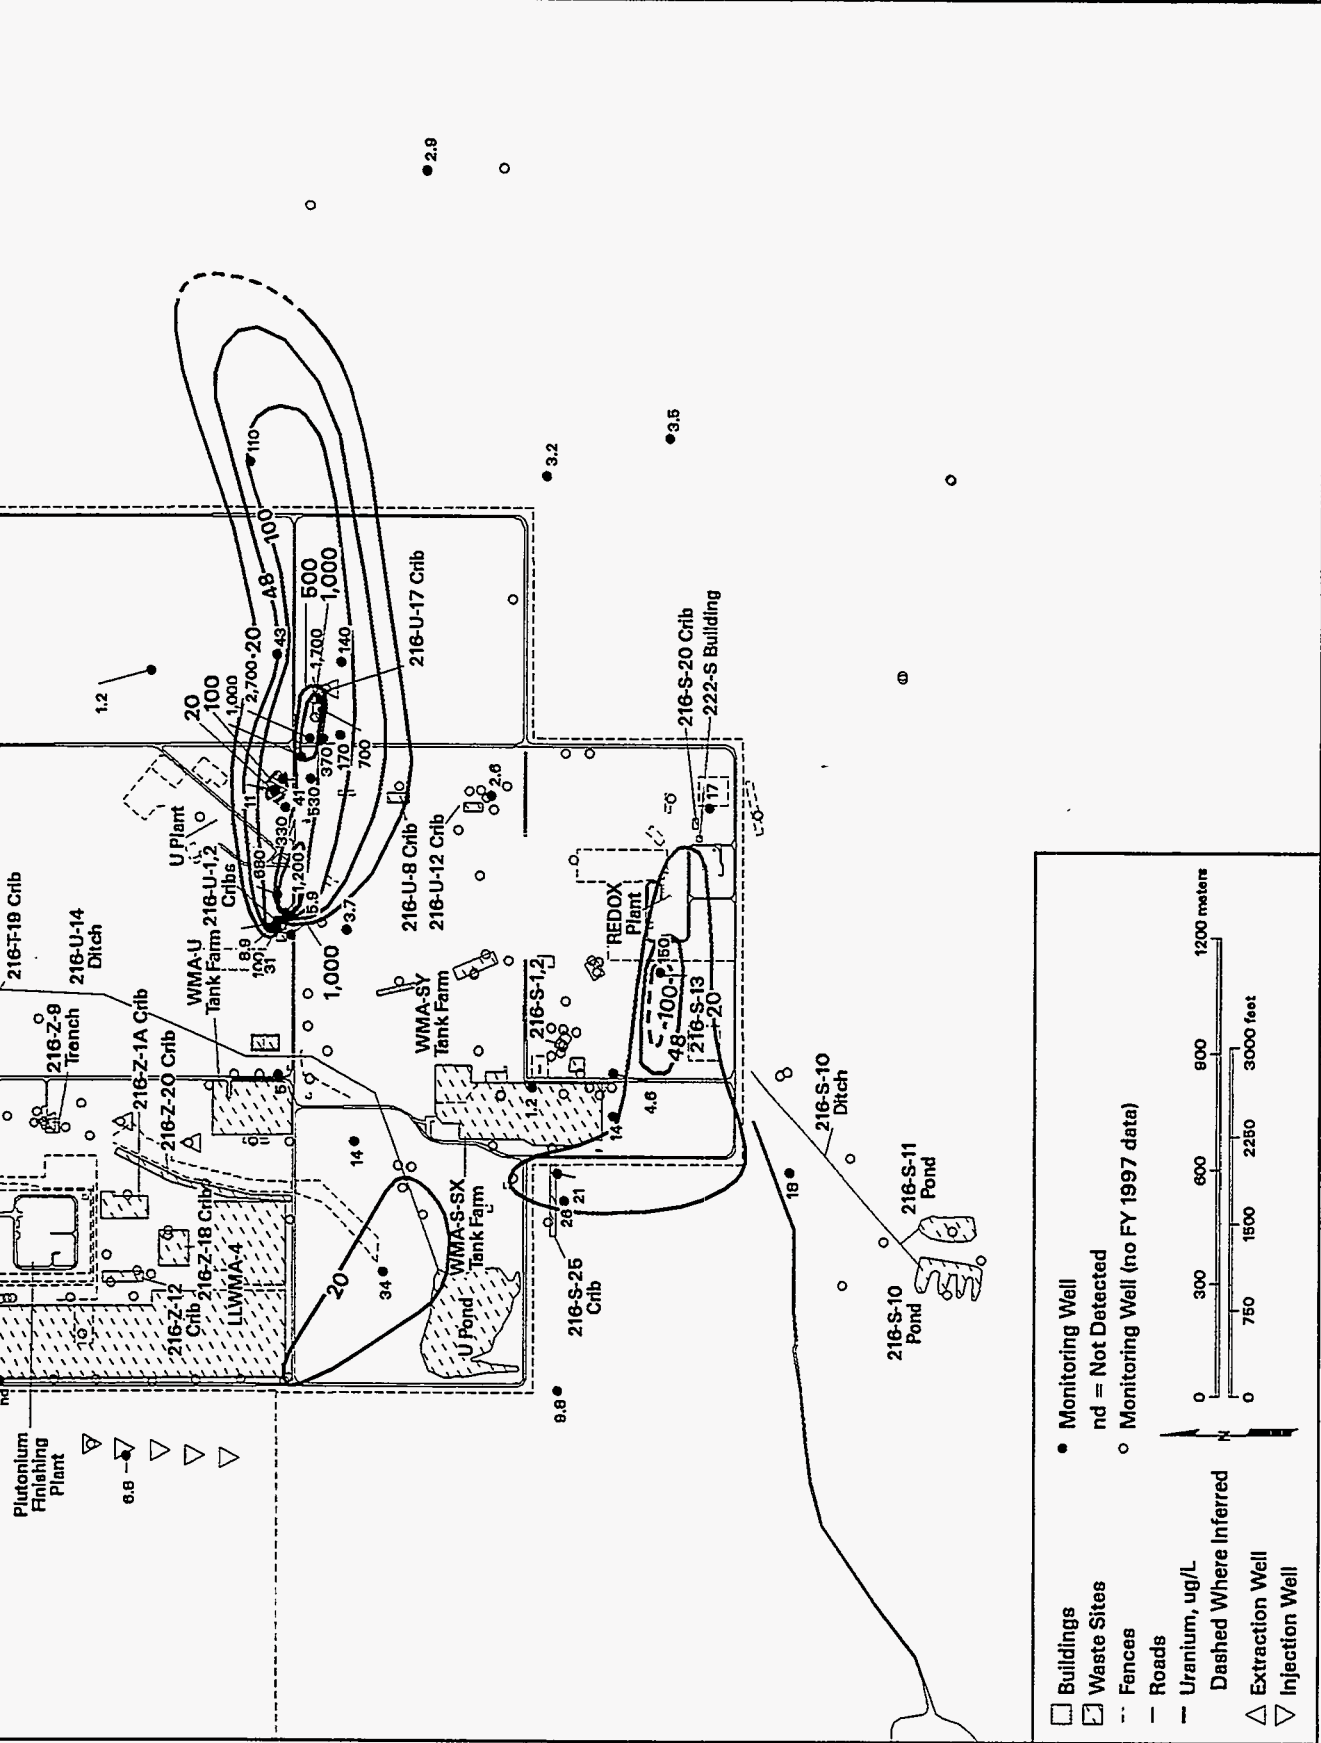 216-T-19 Crib
216-U-14
Ditch
216-Z-9
Trench
216-Z-1A Crib
216-Z-20 Crib
WMA-U
Tank Farm
216-U-1,2
Cribs
U Plant
216-Z-18 Crib
216-Z-12
Crib
LLWMA-4
Plutonium
Finishing
Plant
nd
6.8
1.2
20
100
1,000
2,700
20
43
48
100
110
2.9
500
1,000
1,700
140
216-U-17 Crib
11
41
530
330
680
1,200
5.9
3.7
8.9
31
1,000
370
170
700
3.2
3.5
216-U-8 Crib
216-U-12 Crib
2.6
WMA-SY
Tank Farm
216-S-1,2
REDOX
Plant
216-S-20 Crib
222-S Building
17
150
100
48
216-S-13
20
1.2
4.6
14
14
20
34
WMA-S-SX
Tank Farm
U Pond
21
216-S-25
Crib
9.8
18
216-S-10
Ditch
216-S-11
Pond
216-S-10
Pond
Buildings
Waste Sites
Fences
Roads
Uranium, ug/L
Dashed Where Inferred
Extraction Well
Injection Well
Monitoring Well
nd = Not Detected
Monitoring Well (no FY 1997 data)
N
0 300 600 900 1200 meters
0 750 1500 2250 3000 feet